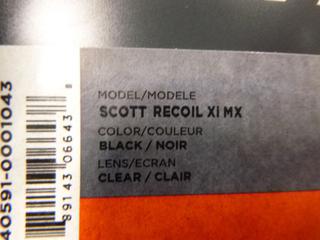 MODEL/MODELE
SCOTT RECOIL Xi MX
COLOR/COULEUR
BLACK / NOIR
LENS/ECRAN
CLEAR / CLAIR
40591-0001043
89143 06643